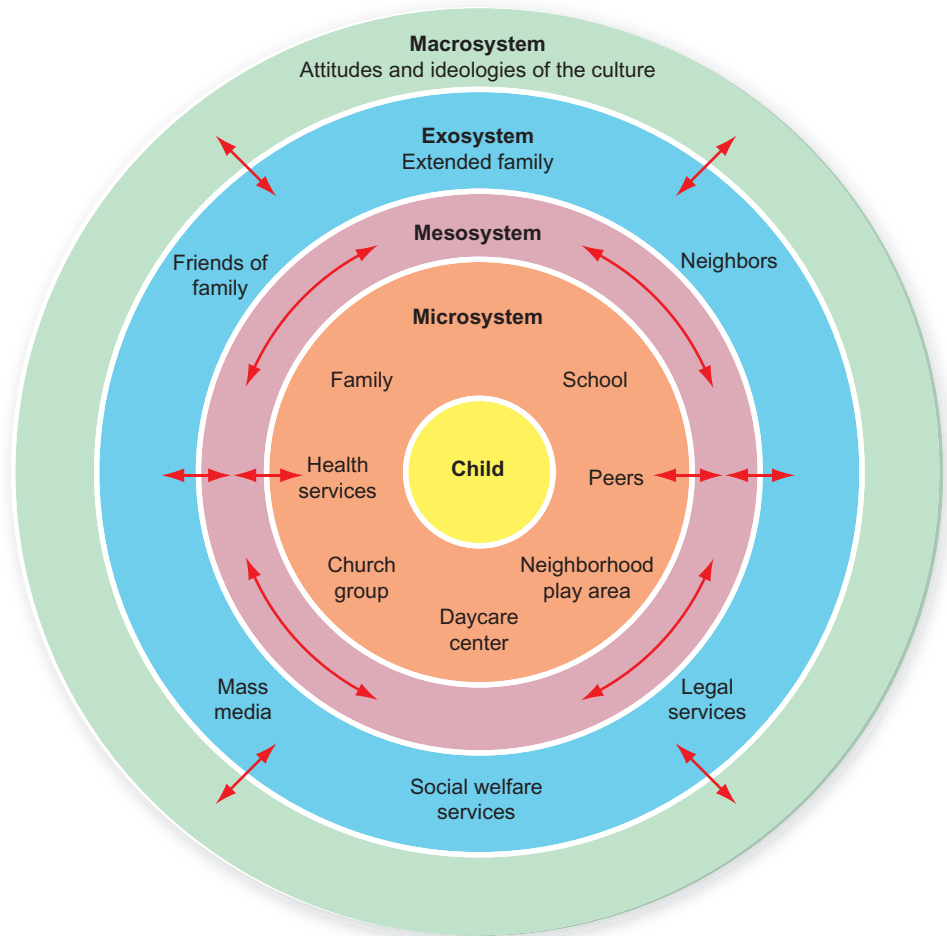 Macrosystem
Attitudes and ideologies of the culture
Exosystem
Extended family
Mesosystem
Friends of
family
Neighbors
Microsystem
Family
School
Child
Health
services
Peers
Church
group
Neighborhood
play area
Daycare
center
Mass
media
Legal
services
Social welfare
services